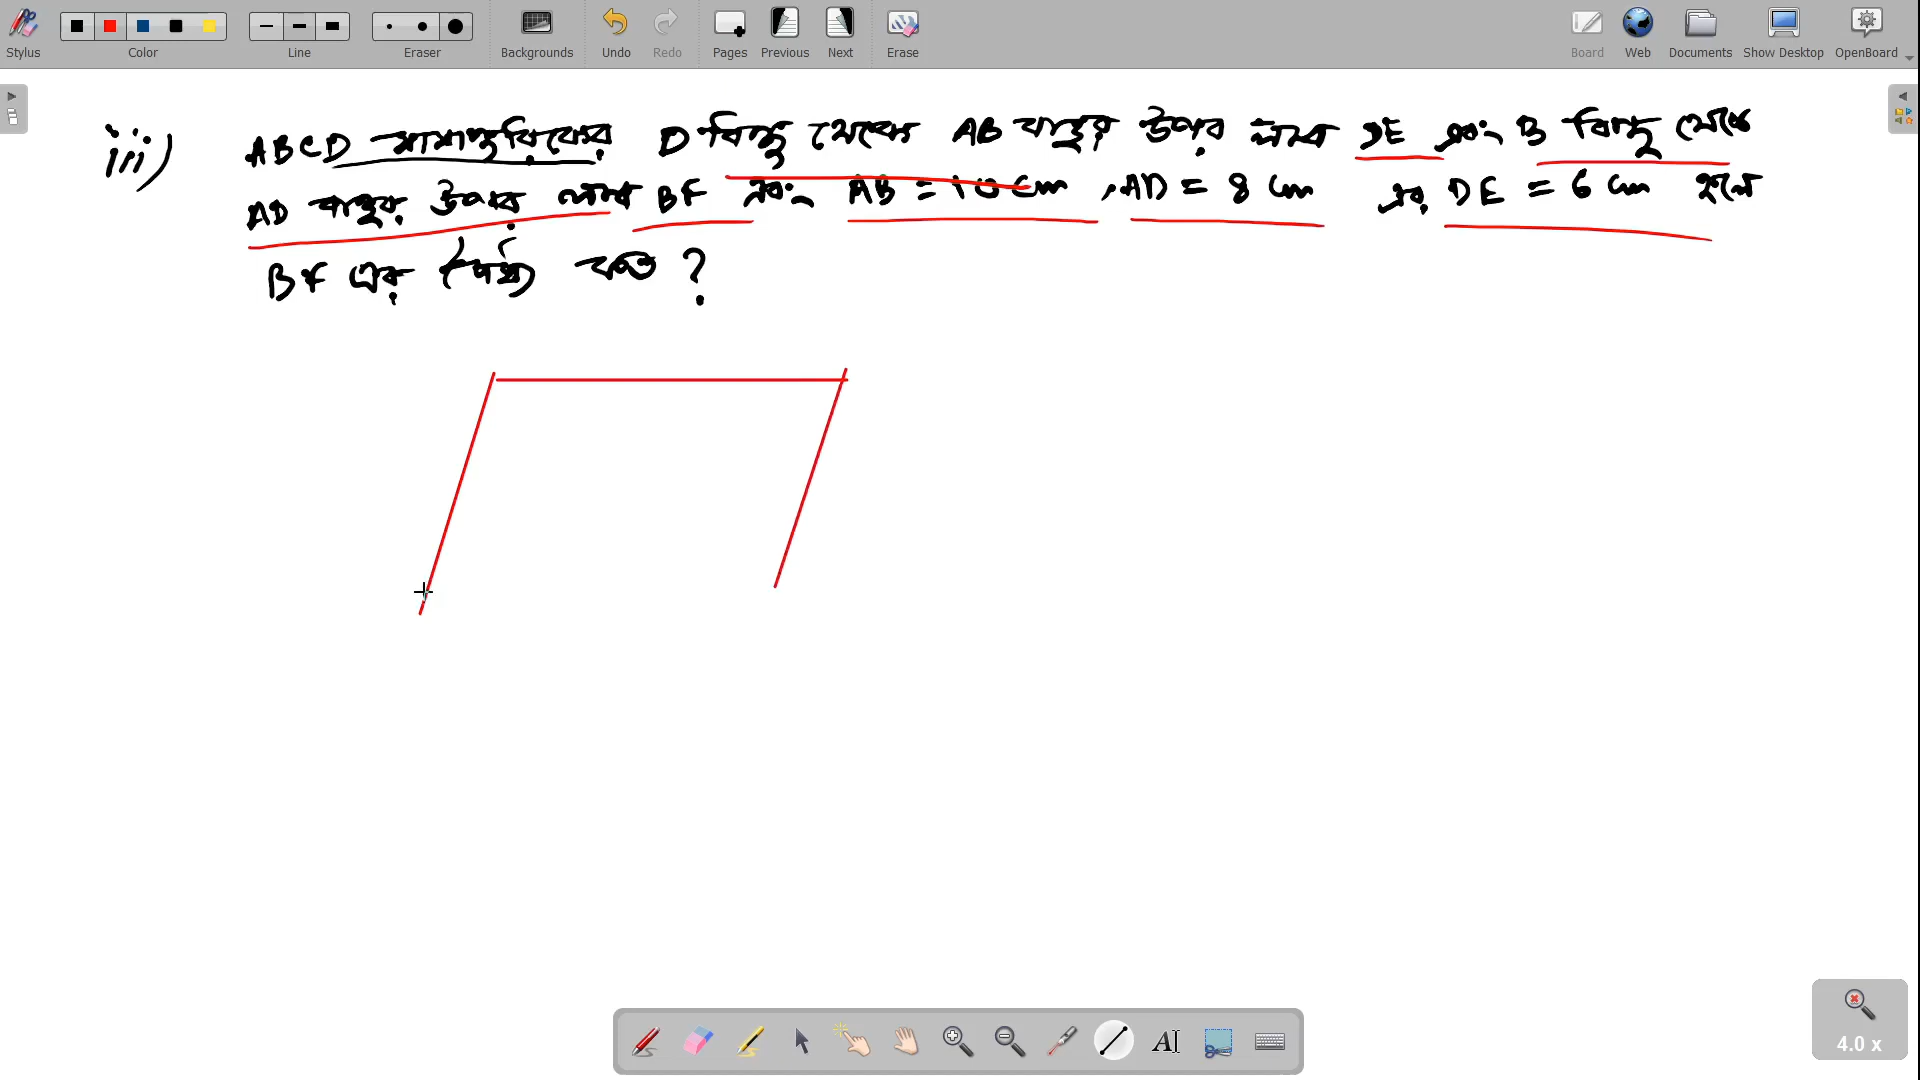 Stylus Color Line Eraser Backgrounds Undo Redo Pages Previous Next Erase Board Web Documents Show Desktop OpenBoard
iii) ABCD সামান্তরিকের D বিন্দু থেকে AB বাহুর উপর লম্ব DE এবং B বিন্দু থেকে
AD বাহুর উপর লম্ব BF এবং AB = 10 cm, AD = 8 cm এবং DE = 6 cm হলে
BF এর দৈর্ঘ্য কত ?
4.0 x